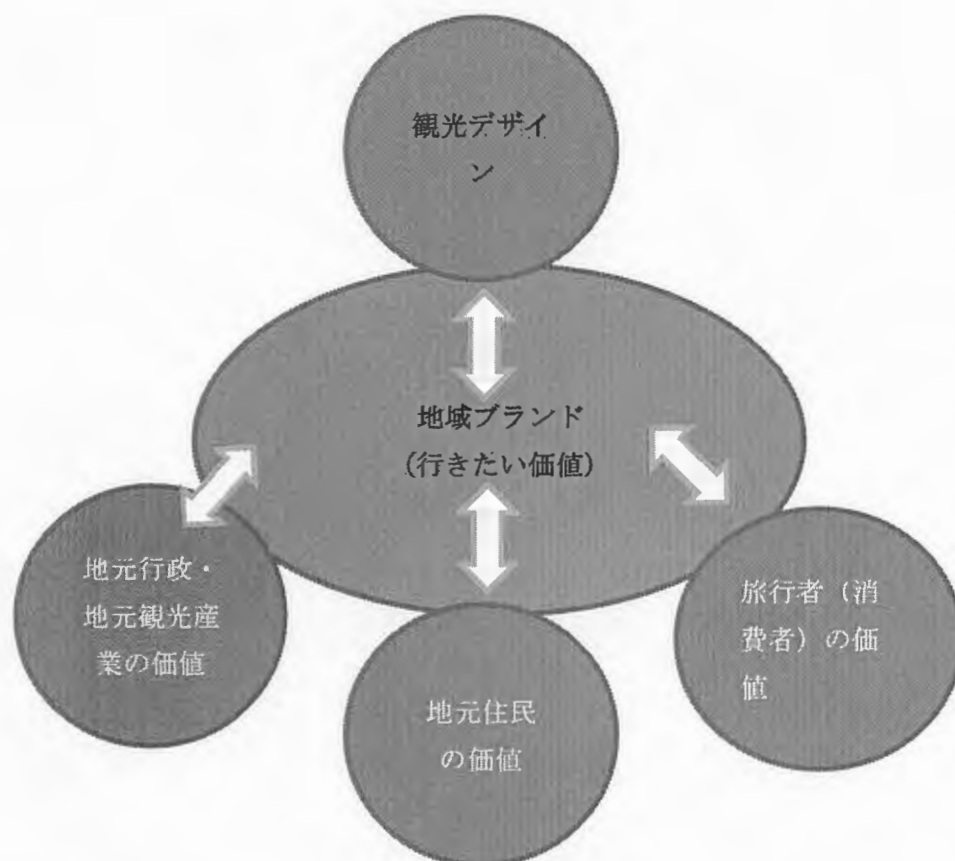 観光デザイ
ン
地域ブランド
(行きたい価値)
地元行政・
地元観光産
業の価値
地元住民
の価値
旅行者（消
費者）の価
値